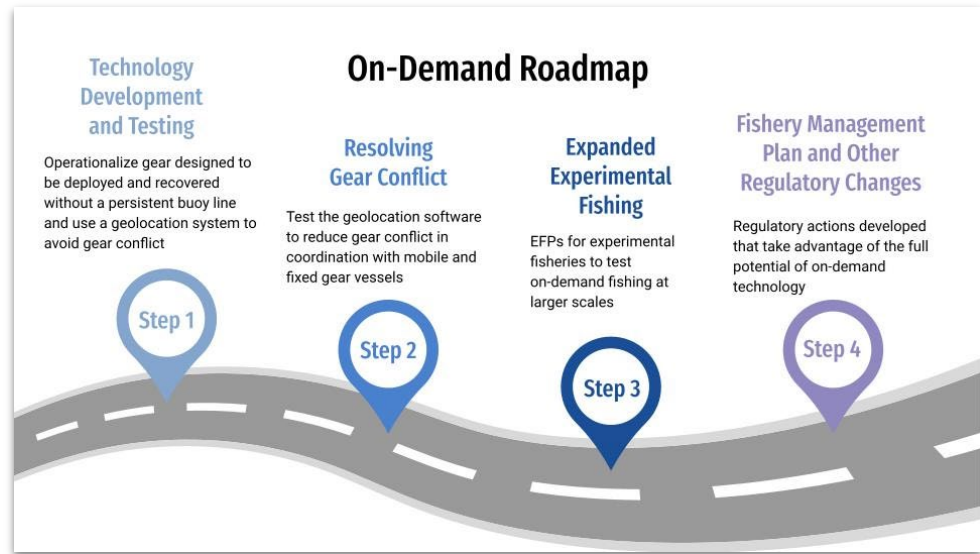 On-Demand Roadmap
Technology
Development
and Testing
Operationalize gear designed to
be deployed and recovered
without a persistent buoy line
and use a geolocation system to
avoid gear conflict
Step 1
Resolving
Gear Conflict
Test the geolocation software
to reduce gear conflict in
coordination with mobile and
fixed gear vessels
Step 2
Expanded
Experimental
Fishing
EFPs for experimental
fisheries to test
on-demand fishing at
larger scales
Step 3
Fishery Management
Plan and Other
Regulatory Changes
Regulatory actions developed
that take advantage of the full
potential of on-demand
technology
Step 4